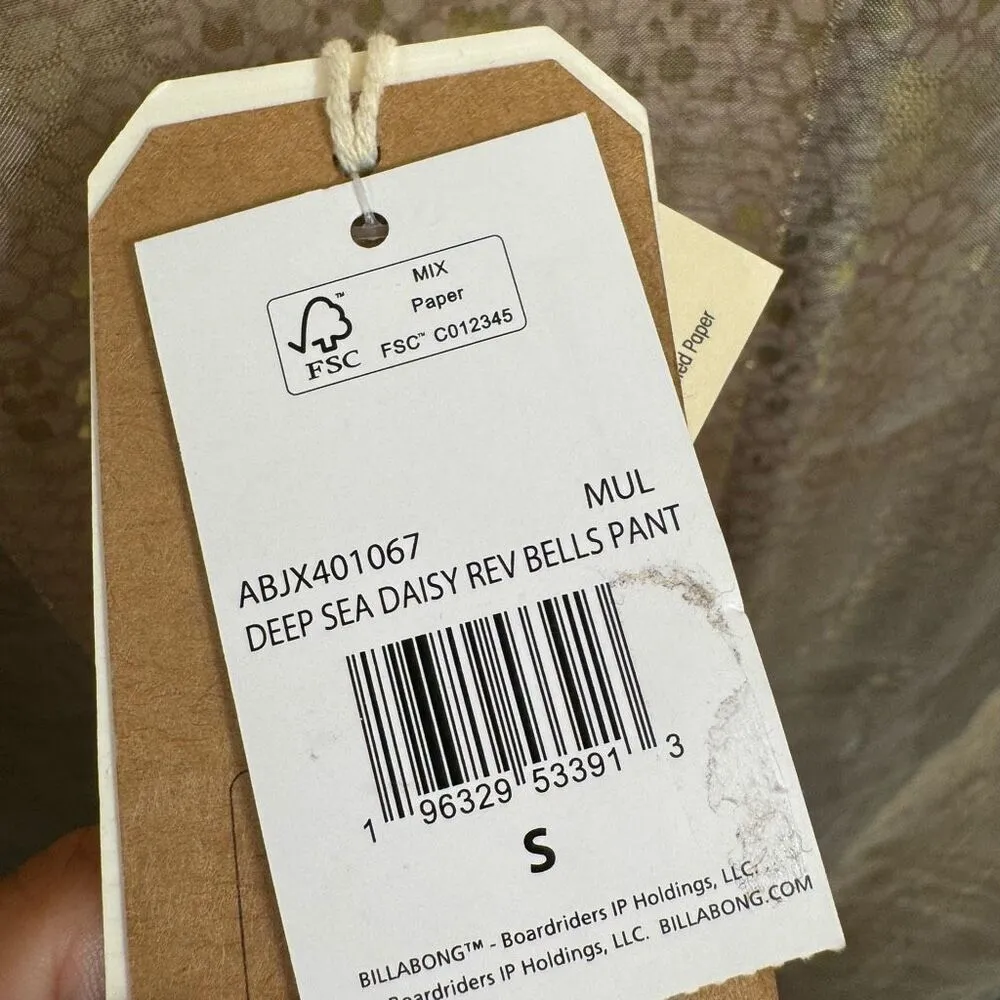 MIX
Paper
FSC™ C012345
™
FSC
ed Paper
MUL
ABJX401067
DEEP SEA DAISY REV BELLS PANT
1 96329 53391 3
S
BILLABONG™ - Boardriders IP Holdings, LLC.
Boardriders IP Holdings, LLC. BILLABONG.COM